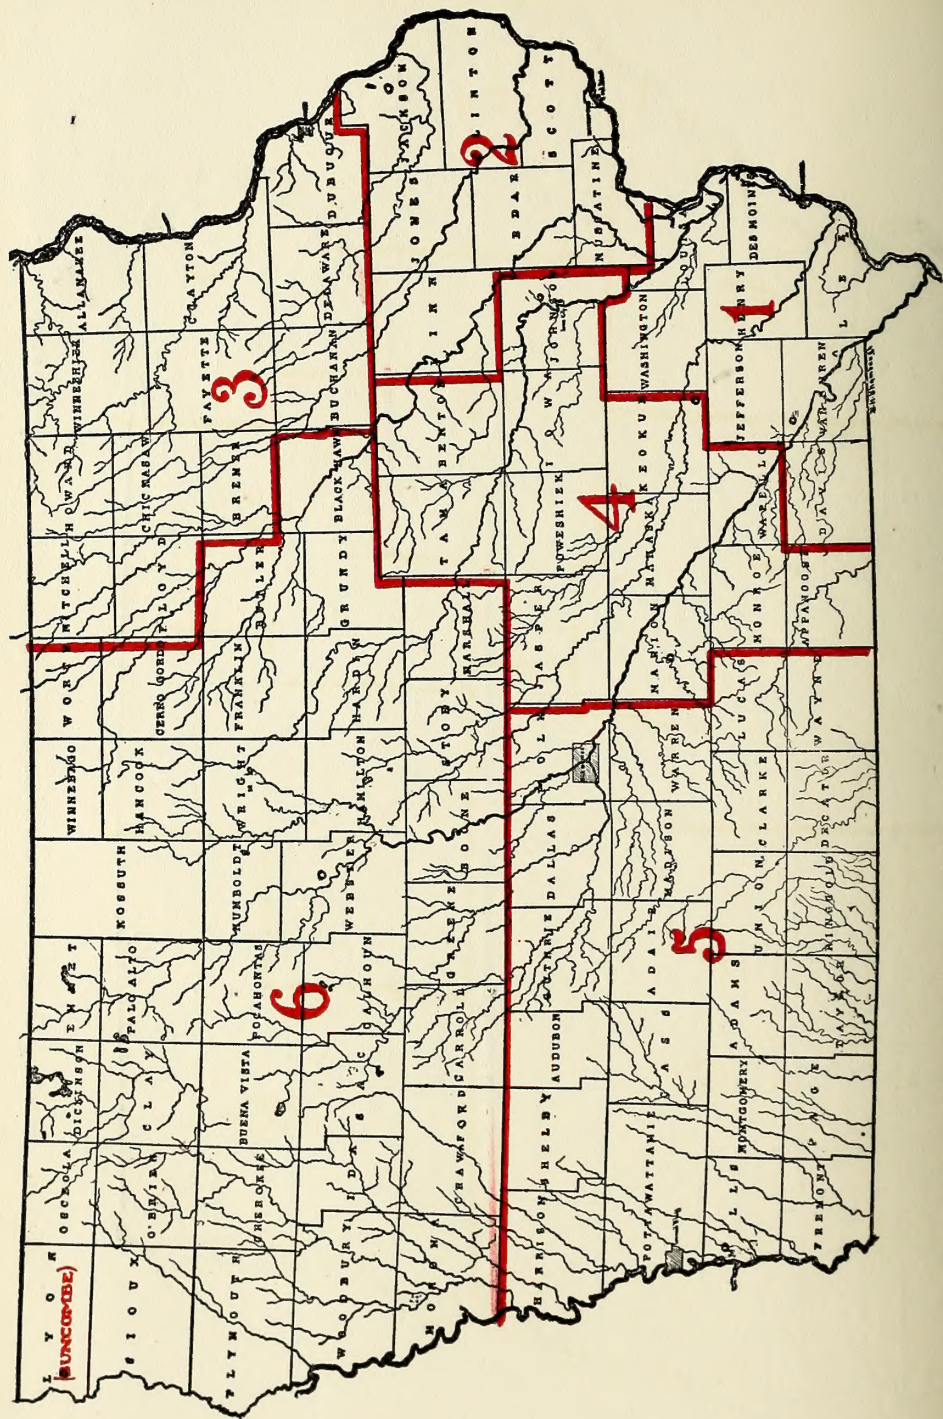 LYON
(BUNCOMBE)
OSCEOLA
DICKINSON
EMMET
KOSSUTH
WINNEBAGO
WORTH
MITCHELL
HOWARD
WINNESHIEK
ALLAMAKEE
SIOUX
O'BRIEN
CLAY
PALO ALTO
HANCOCK
CERRO GORDO
FLOYD
CHICKASAW
FAYETTE
CLAYTON
3
PLYMOUTH
CHEROKEE
BUENA VISTA
POCAHONTAS
HUMBOLDT
WRIGHT
FRANKLIN
BUTLER
BREMER
6
WOODBURY
IDA
SAC
CALHOUN
WEBSTER
HAMILTON
HARDIN
GRUNDY
BLACK HAWK
BUCHANAN
DELAWARE
DUBUQUE
MONONA
CRAWFORD
CARROLL
GREENE
BOONE
STORY
MARSHALL
TAMA
BENTON
LINN
JONES
JACKSON
2
HARRISON
SHELBY
AUDUBON
GUTHRIE
DALLAS
POLK
JASPER
POWESHIEK
IOWA
JOHNSON
CEDAR
CLINTON
SCOTT
MUSCATINE
4
POTTAWATTAMIE
CASS
ADAIR
MADISON
WARREN
MARION
MAHASKA
KEOKUK
WASHINGTON
LOUISA
5
MILLS
MONTGOMERY
ADAMS
UNION
CLARKE
LUCAS
MONROE
WAPELLO
JEFFERSON
HENRY
DES MOINES
1
FREMONT
PAGE
TAYLOR
RINGGOLD
DECATUR
WAYNE
APPANOOSE
DAVIS
VAN BUREN
LEE